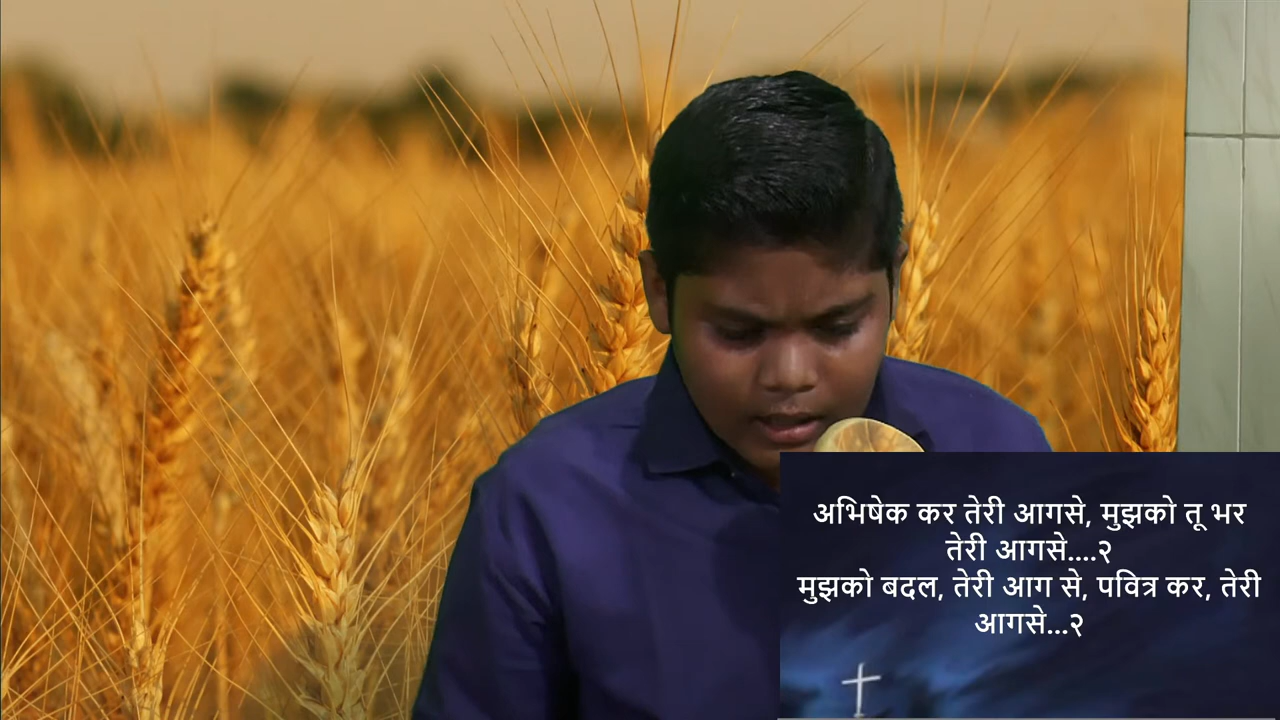 अभिषेक कर तेरी आगसे, मुझको तू भर
तेरी आगसे....२
मुझको बदल, तेरी आग से, पवित्र कर, तेरी
आगसे...२